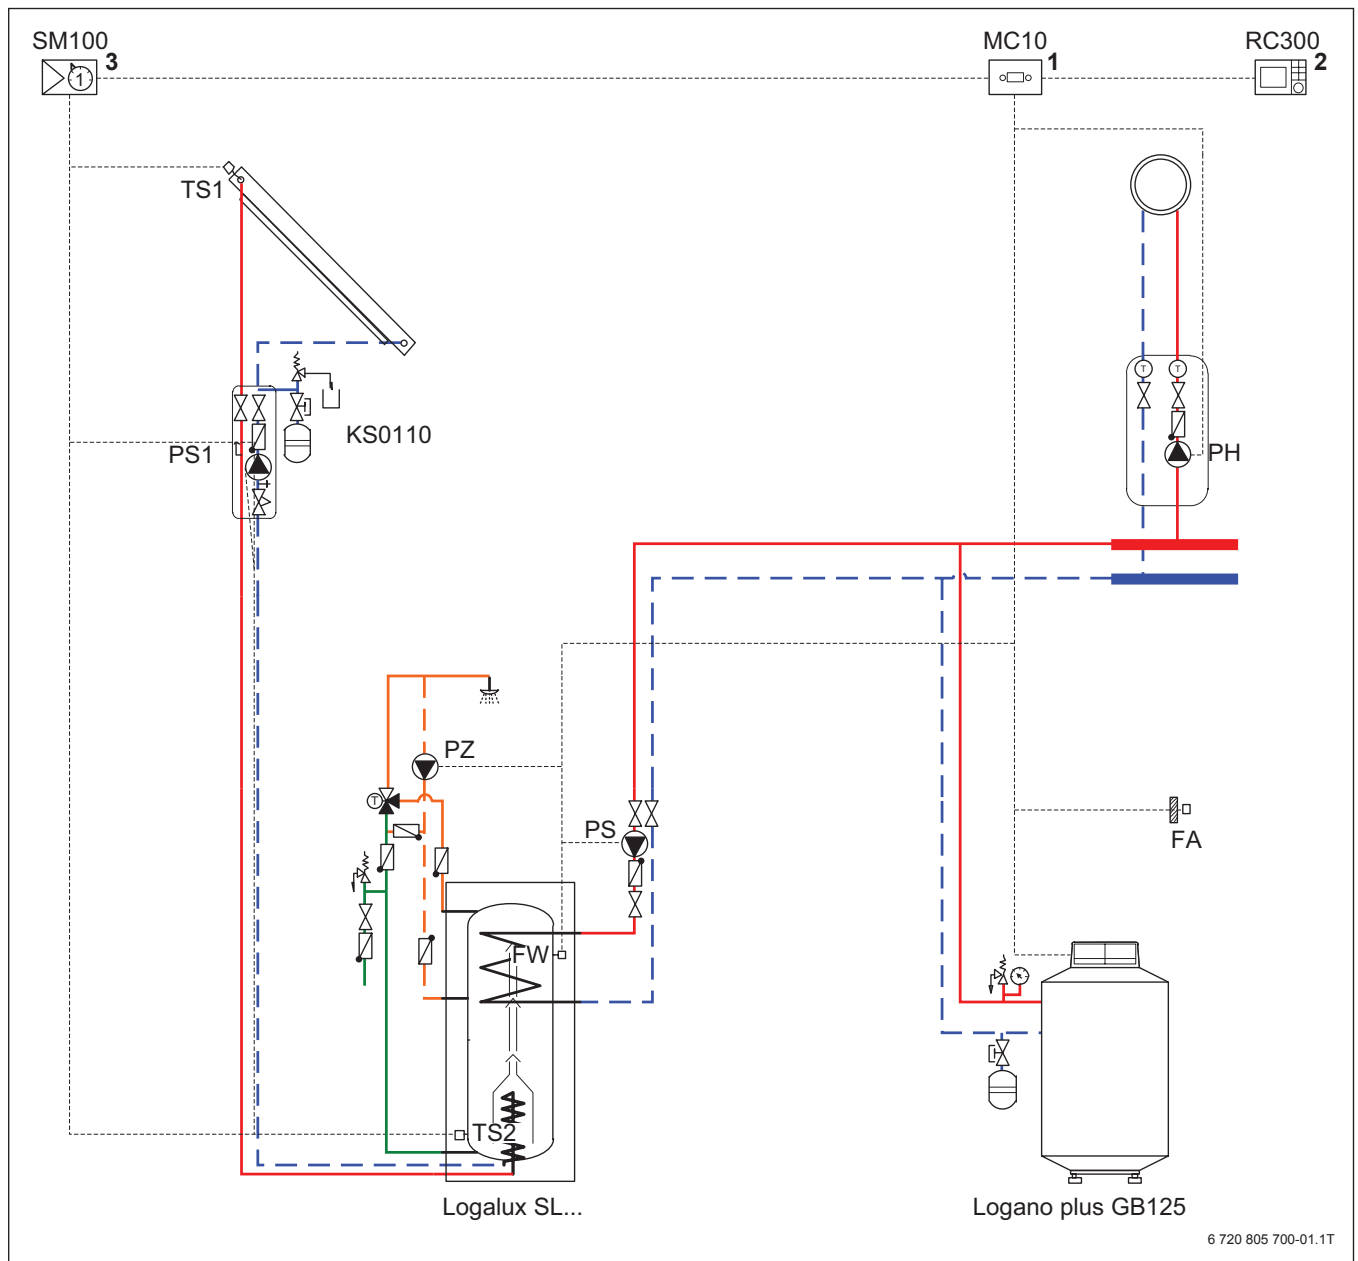 SM100
3
MC10
1
RC300
2
1
TS1
T
T
KS0110
PS1
PH
PZ
T
PS
FA
FW
TS2
Logalux SL...
Logano plus GB125
6 720 805 700-01.1T